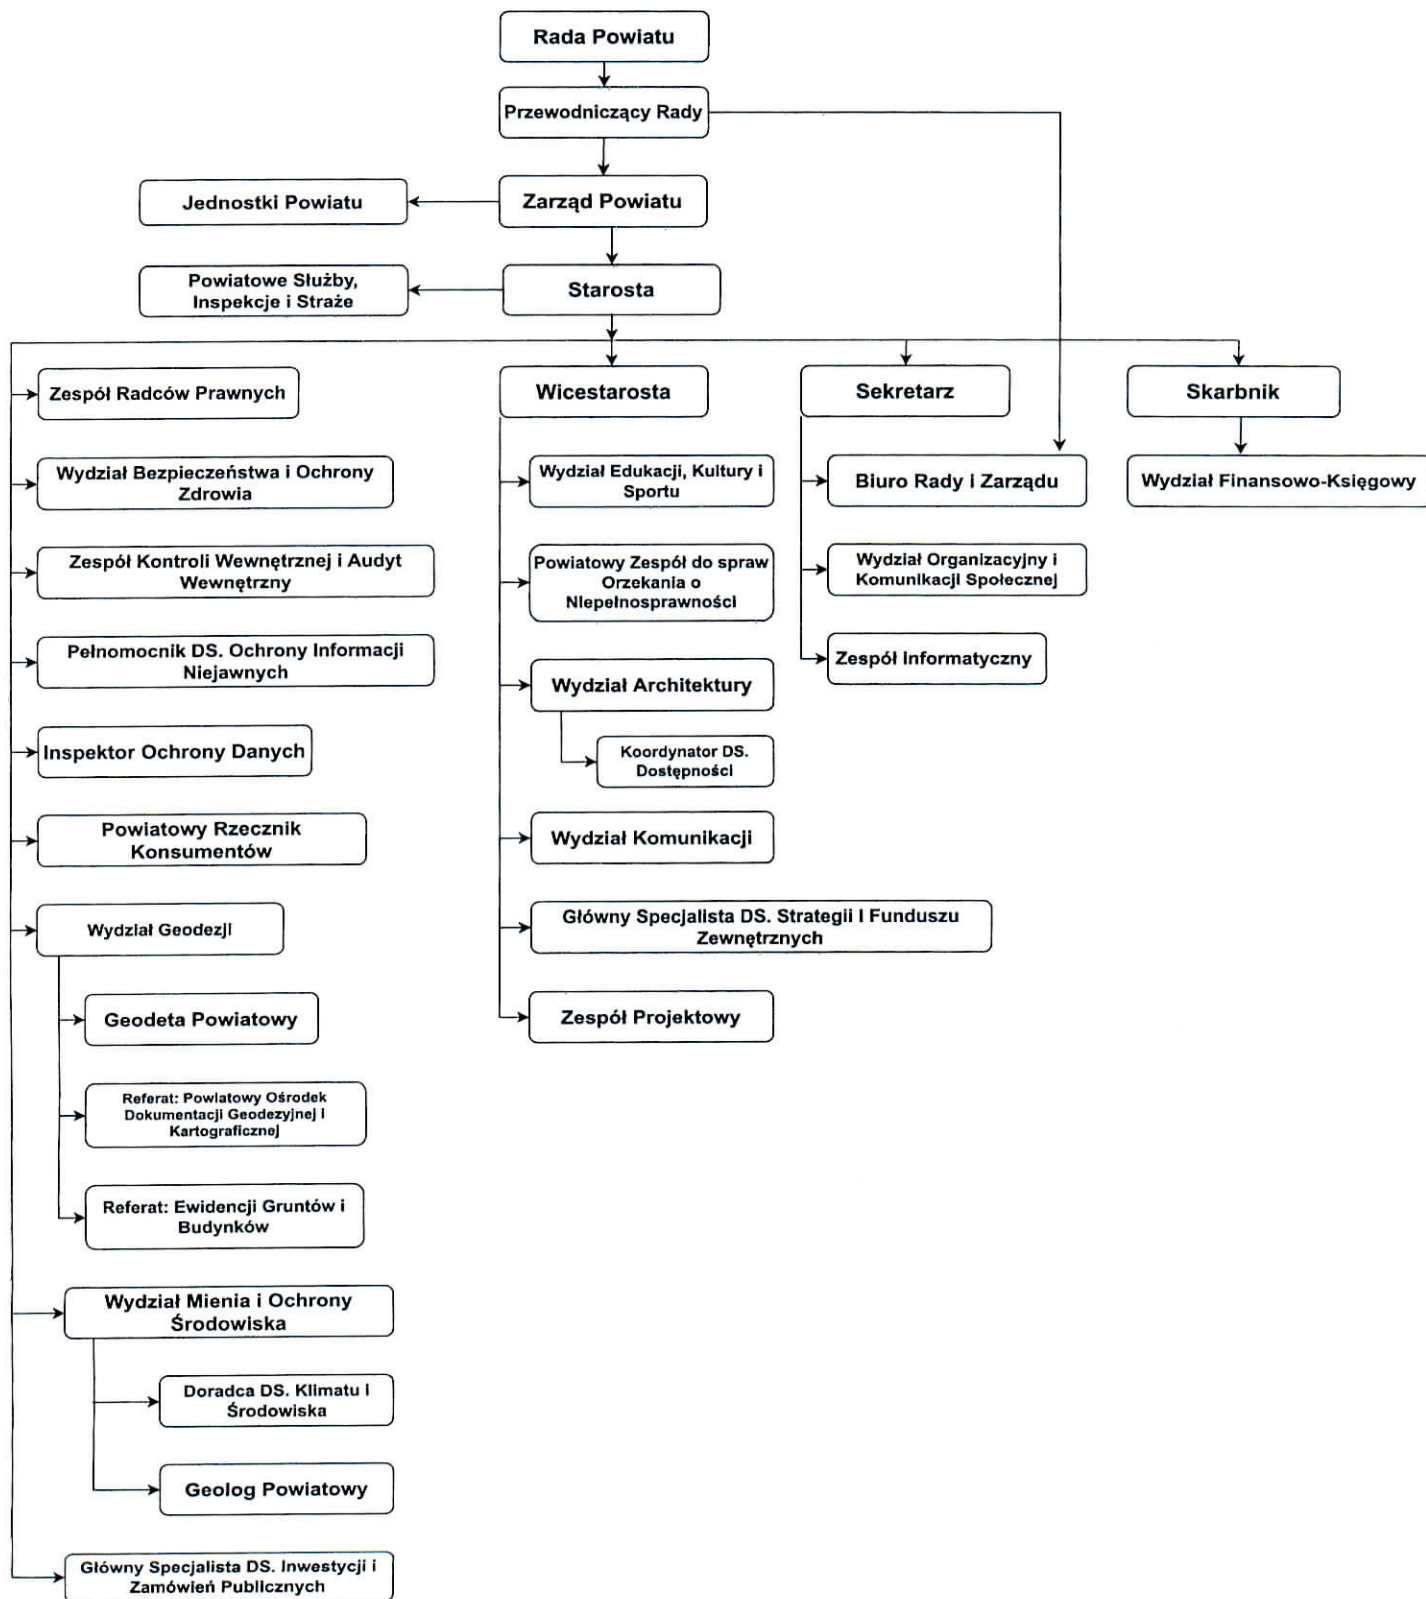 Rada Powiatu
Przewodniczący Rady
Jednostki Powiatu
Zarząd Powiatu
Powiatowe Służby,
Inspekcje i Straże
Starosta
Zespół Radców Prawnych
Wicestarosta
Sekretarz
Skarbnik
Wydział Bezpieczeństwa i Ochrony
Zdrowia
Wydział Edukacji, Kultury i
Sportu
Biuro Rady i Zarządu
Wydział Finansowo-Księgowy
Zespół Kontroli Wewnętrznej i Audyt
Wewnętrzny
Powiatowy Zespół do spraw
Orzekania o
Niepełnosprawności
Wydział Organizacyjny i
Komunikacji Społecznej
Pełnomocnik DS. Ochrony Informacji
Niejawnych
Wydział Architektury
Zespół informatyczny
Inspektor Ochrony Danych
Koordynator DS.
Dostępności
Powiatowy Rzecznik
Konsumentów
Wydział Komunikacji
Wydział Geodezji
Główny Specjalista DS. Strategii I Funduszu
Zewnętrznych
Geodeta Powiatowy
Zespół Projektowy
Referat: Powiatowy Ośrodek
Dokumentacji Geodezyjnej i
Kartograficznej
Referat: Ewidencji Gruntów i
Budynków
Wydział Mienia i Ochrony
Środowiska
Doradca DS. Klimatu i
Środowiska
Geolog Powiatowy
Główny Specjalista DS. Inwestycji i
Zamówień Publicznych